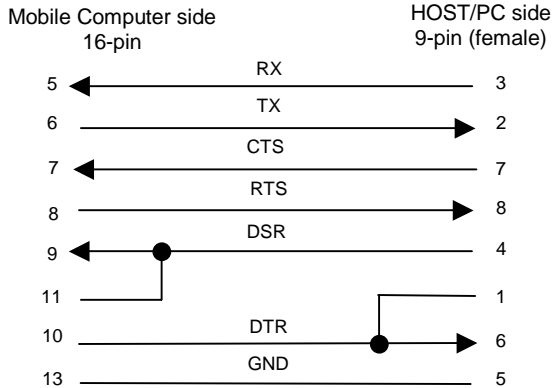 Mobile Computer side HOST/PC side
16-pin 9-pin (female)
5 RX 3
6 TX 2
7 CTS 7
8 RTS 8
9 DSR 4
11 1
10 DTR 6
13 GND 5